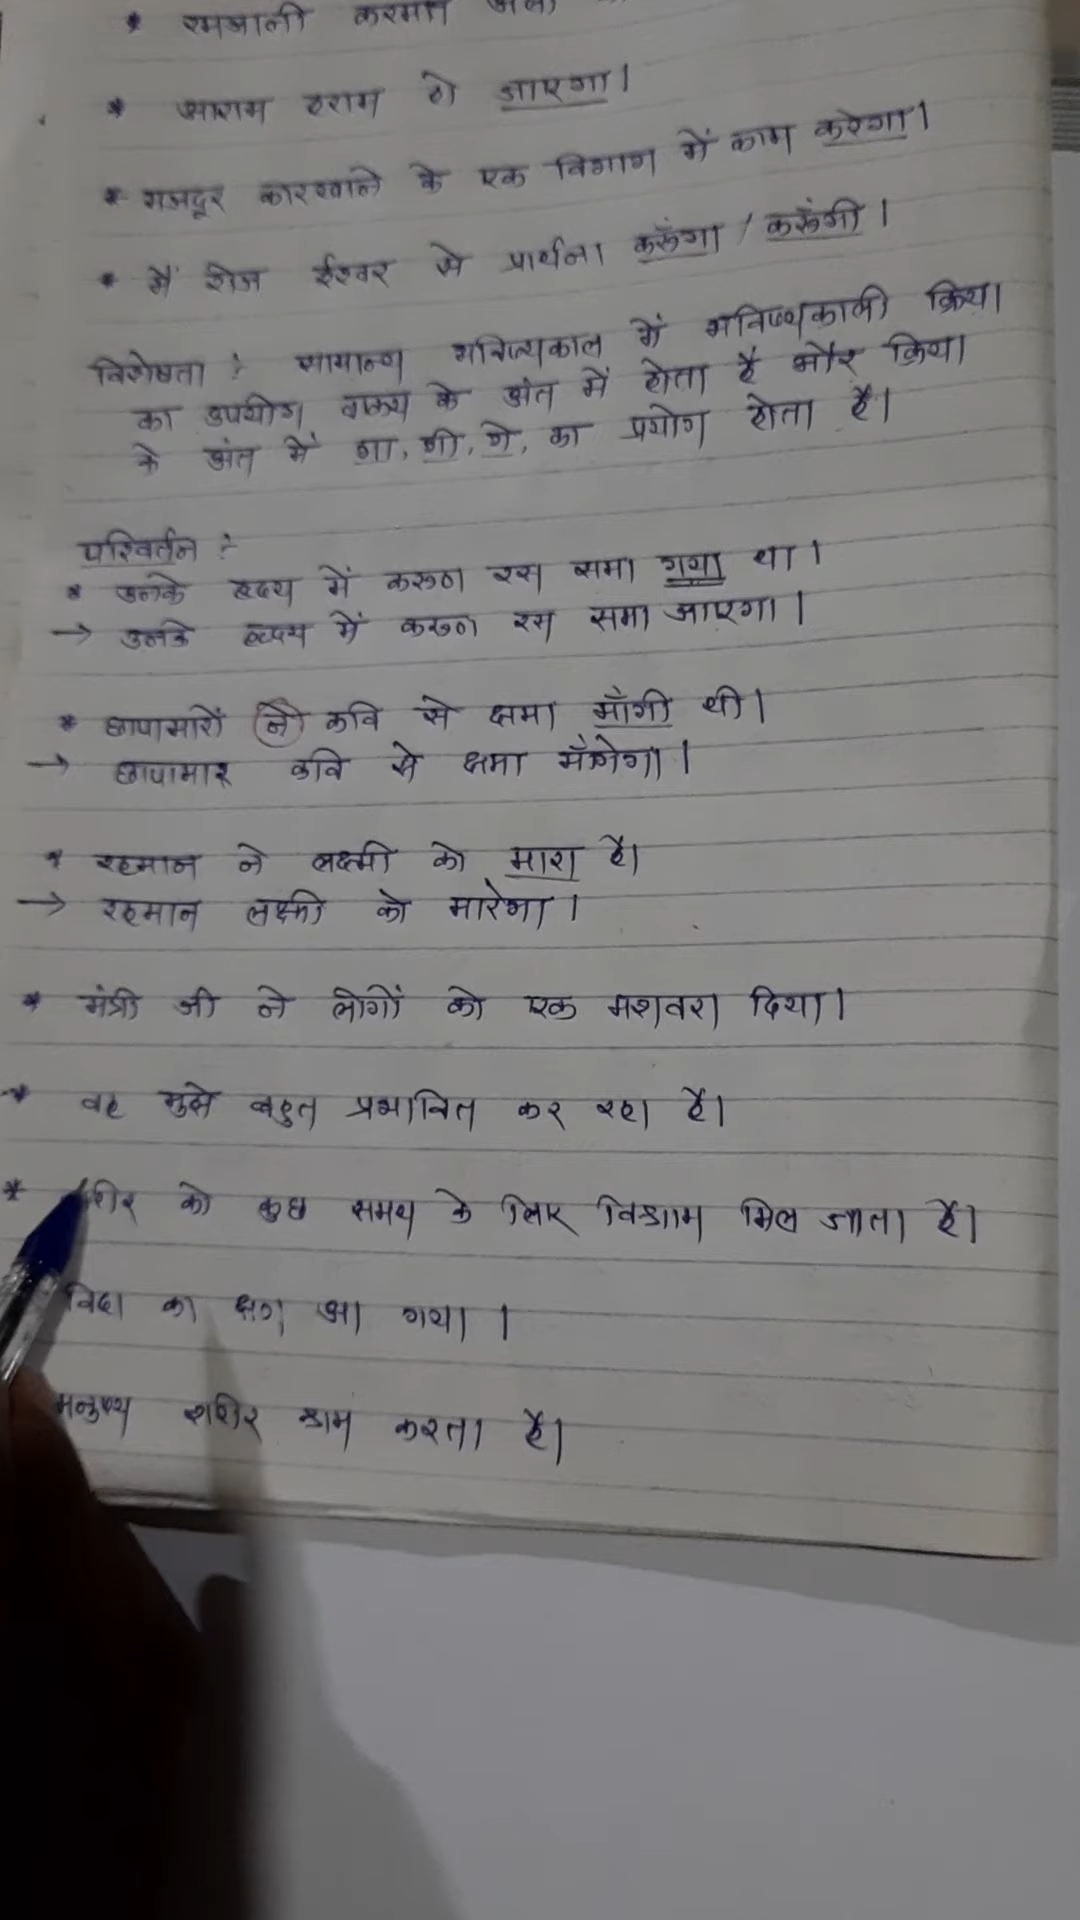 * रमजानी करमात
* आराम हराम हो जाएगा।
* मजदूर कारखाने के एक विभाग में काम करेगा।
* मैं रोज ईश्वर से प्रार्थना करूँगा / करूँगी।
विशेषता : सामान्य भविष्यकाल में भविष्यकाली क्रिया
का उपयोग वाक्य के अंत में होता है और क्रिया
के अंत में गा, गी, गे, का प्रयोग होता है।
परिवर्तन :
* उनके हृदय में करुण रस समा गया था।
→ उनके हृदय में करुण रस समा जाएगा।
* छापामारों ने कवि से क्षमा माँगी थी।
→ छापामार कवि से क्षमा माँगेगा।
* रहमान ने लक्ष्मी को मारा है।
→ रहमान लक्ष्मी को मारेगा।
* मंत्री जी ने लोगों को एक मशवरा दिया।
* वह मुझे बहुत प्रभावित कर रहा है।
* को कुछ समय के लिए विश्राम मिल जाता है।
विदा का क्षण आ गया।
मनुष्य शरीर श्रम करता है।